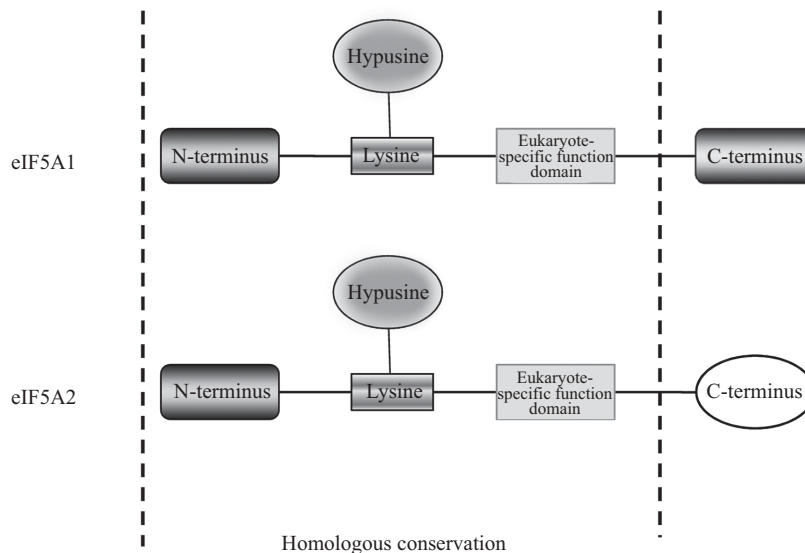 Hypusine
eIF5A1
N-terminus
Lysine
Eukaryote-
specific function
domain
C-terminus
Hypusine
eIF5A2
N-terminus
Lysine
Eukaryote-
specific function
domain
C-terminus
Homologous conservation